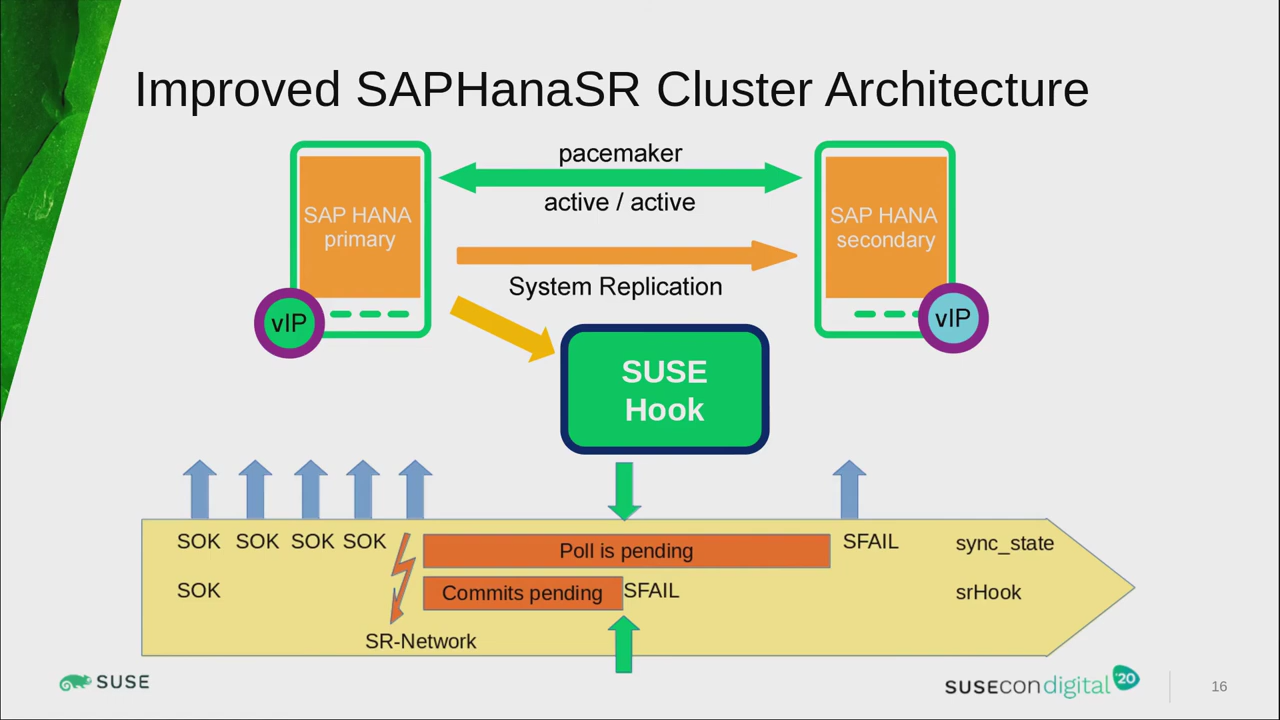 Improved SAPHanaSR Cluster Architecture
pacemaker
active / active
SAP HANA
primary
SAP HANA
secondary
System Replication
vIP
vIP
SUSE
Hook
SOK SOK SOK SOK Poll is pending SFAIL sync_state
SOK Commits pending SFAIL srHook
SR-Network
SUSE
SUSECON digital '20
16